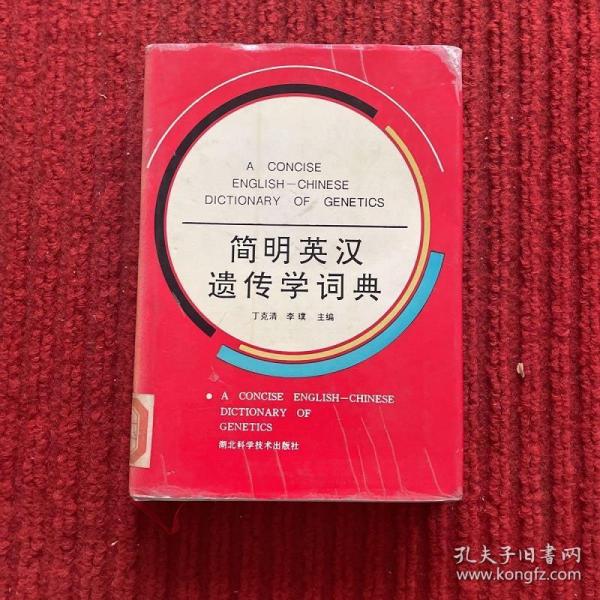 A CONCISE
ENGLISH—CHINESE
DICTIONARY OF GENETICS
简明英汉
遗传学词典
丁克清 李璞 主编
A CONCISE ENGLISH—CHINESE
DICTIONARY OF
GENETICS
湖北科学技术出版社
孔夫子旧书网
www.kongfz.com